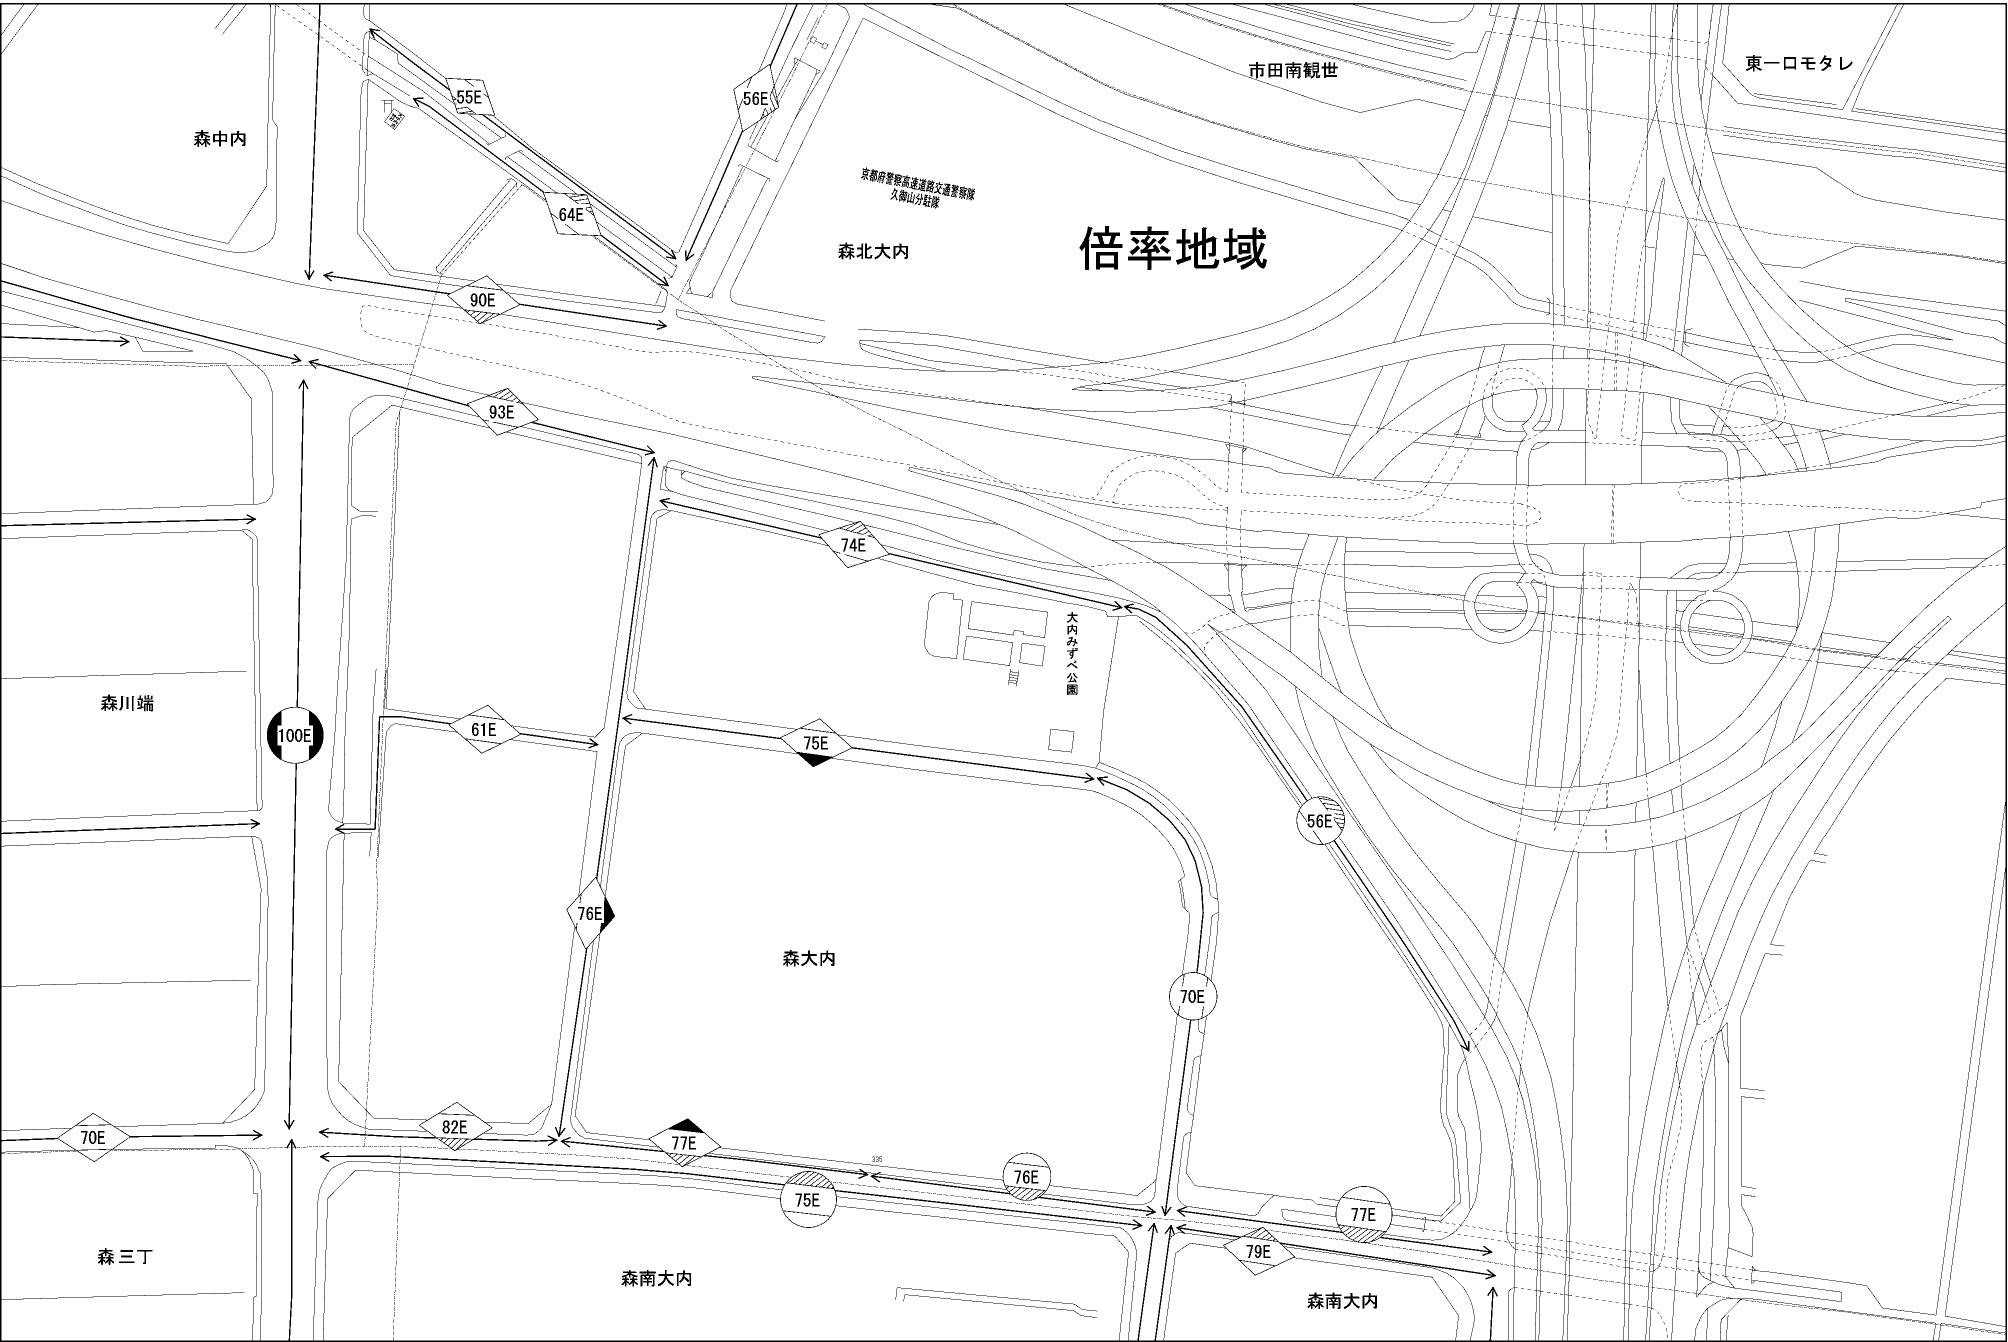 市田南観世
東一口モタレ
55E
56E
森中内
京都府警察高速道路交通警察隊
久御山分駐隊
64E
森北大内
倍率地域
90E
93E
74E
大内みずべ公園
森川端
100E
61E
75E
56E
76E
森大内
70E
82E
70E
77E
335
76E
75E
77E
79E
森三丁
森南大内
森南大内